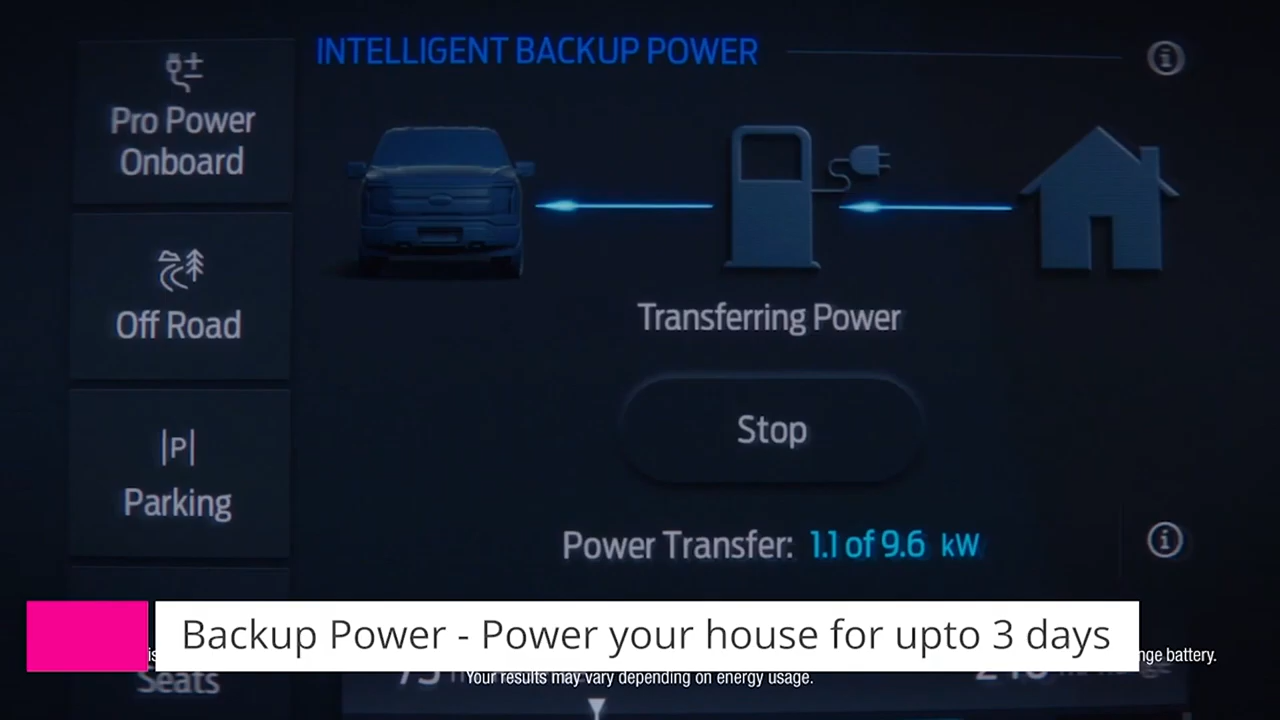 INTELLIGENT BACKUP POWER
Pro Power
Onboard
Off Road
Transferring Power
Stop
|P|
Parking
Power Transfer: 1.1 of 9.6 kW
Backup Power - Power your house for upto 3 days
battery.
Seats
Your results may vary depending on energy usage.